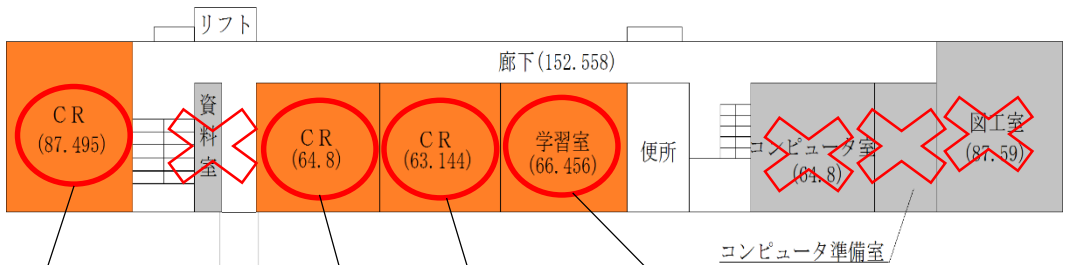 リフト
廊下(152.558)
CR
(87.495)
資料室
CR
(64.8)
CR
(63.144)
学習室
(66.456)
便所
コンピュータ室
(64.8)
図工室
(87.59)
コンピュータ準備室